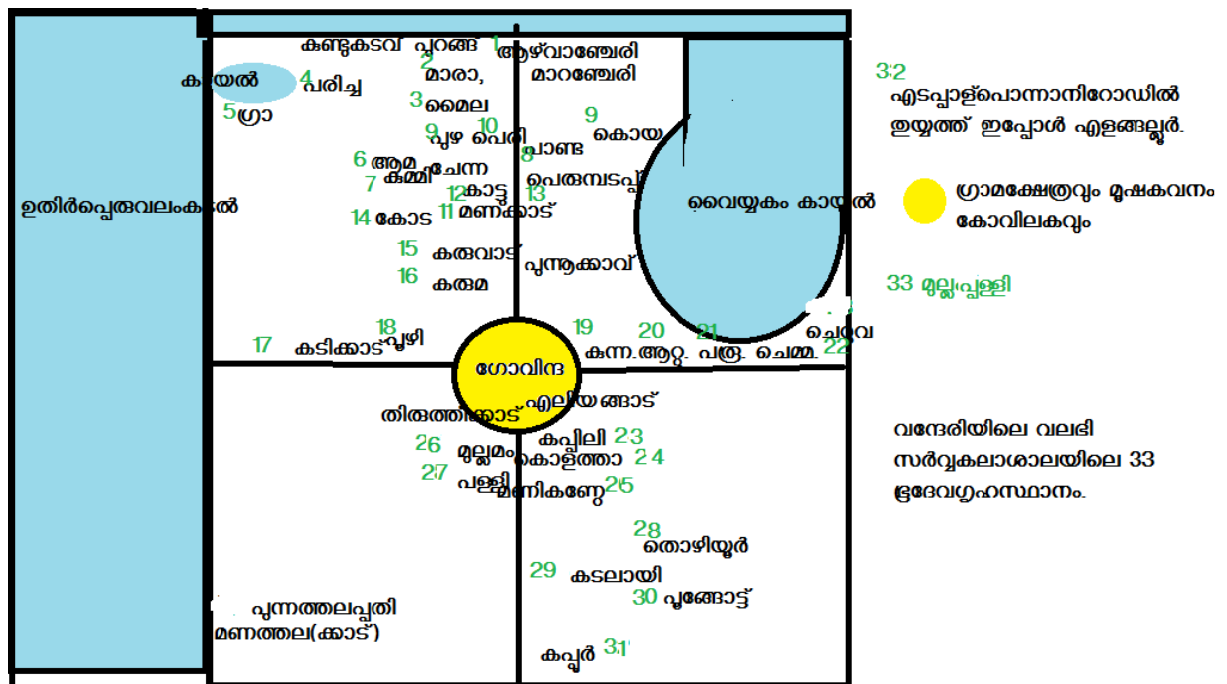 കുണ്ടുകടവ് പുറങ്ങ് 1 ആഴ്‌വാഞ്ചേരി
2 മാരാ, മാറഞ്ചേരി
കായൽ 4 പരിച്ച
3 മൈല
5 ഗ്രാ
9 കൊയ
9 പുഴ 10 പെരി
8 പാണ്ട
6 ആമ ചേന്ന
7 കുമ്മി
12 കാട്ടു 13 പെരുമ്പടപ്പ്
14 കോട 11 മണക്കാട്
ഉതിർപ്പെരുവലംകടൽ
വൈയ്യകം കായൽ
15 കരുവാട്ട്
പുന്നൂക്കാവ്
16 കരുമ
17 കടിക്കാട് 18 പൂഴി
19 കുന്ന. 20 ആറ്റു. 21 പരൂ. ചെമ്മ. 22
ചെറുവ
ഗോവിന്ദ
എലിയങ്ങാട്
തിരുത്തിക്കാട്
26 മുല്ലമം
കപ്പിലി 23
കൊളത്താ 24
27 പള്ളി
മണികണ്ഠേ 25
28
തൊഴിയൂർ
29 കടലായി
30 പൂങ്ങോട്ട്
പുന്നത്തലപ്പതി
മണത്തല(ക്കാട്)
കപ്പൂർ 31
32
എടപ്പാള്പൊന്നാനിറോഡിൽ
തുയ്യത്ത് ഇപ്പോൾ എളങ്ങല്ലൂർ.
ഗ്രാമക്ഷേത്രവും മൂഷകവനം
കോവിലകവും
33 മുല്ലപ്പള്ളി
വന്ദേരിയിലെ വലഭി
സർവ്വകലാശാലയിലെ 33
ഭൂദേവഗൃഹസ്ഥാനം.